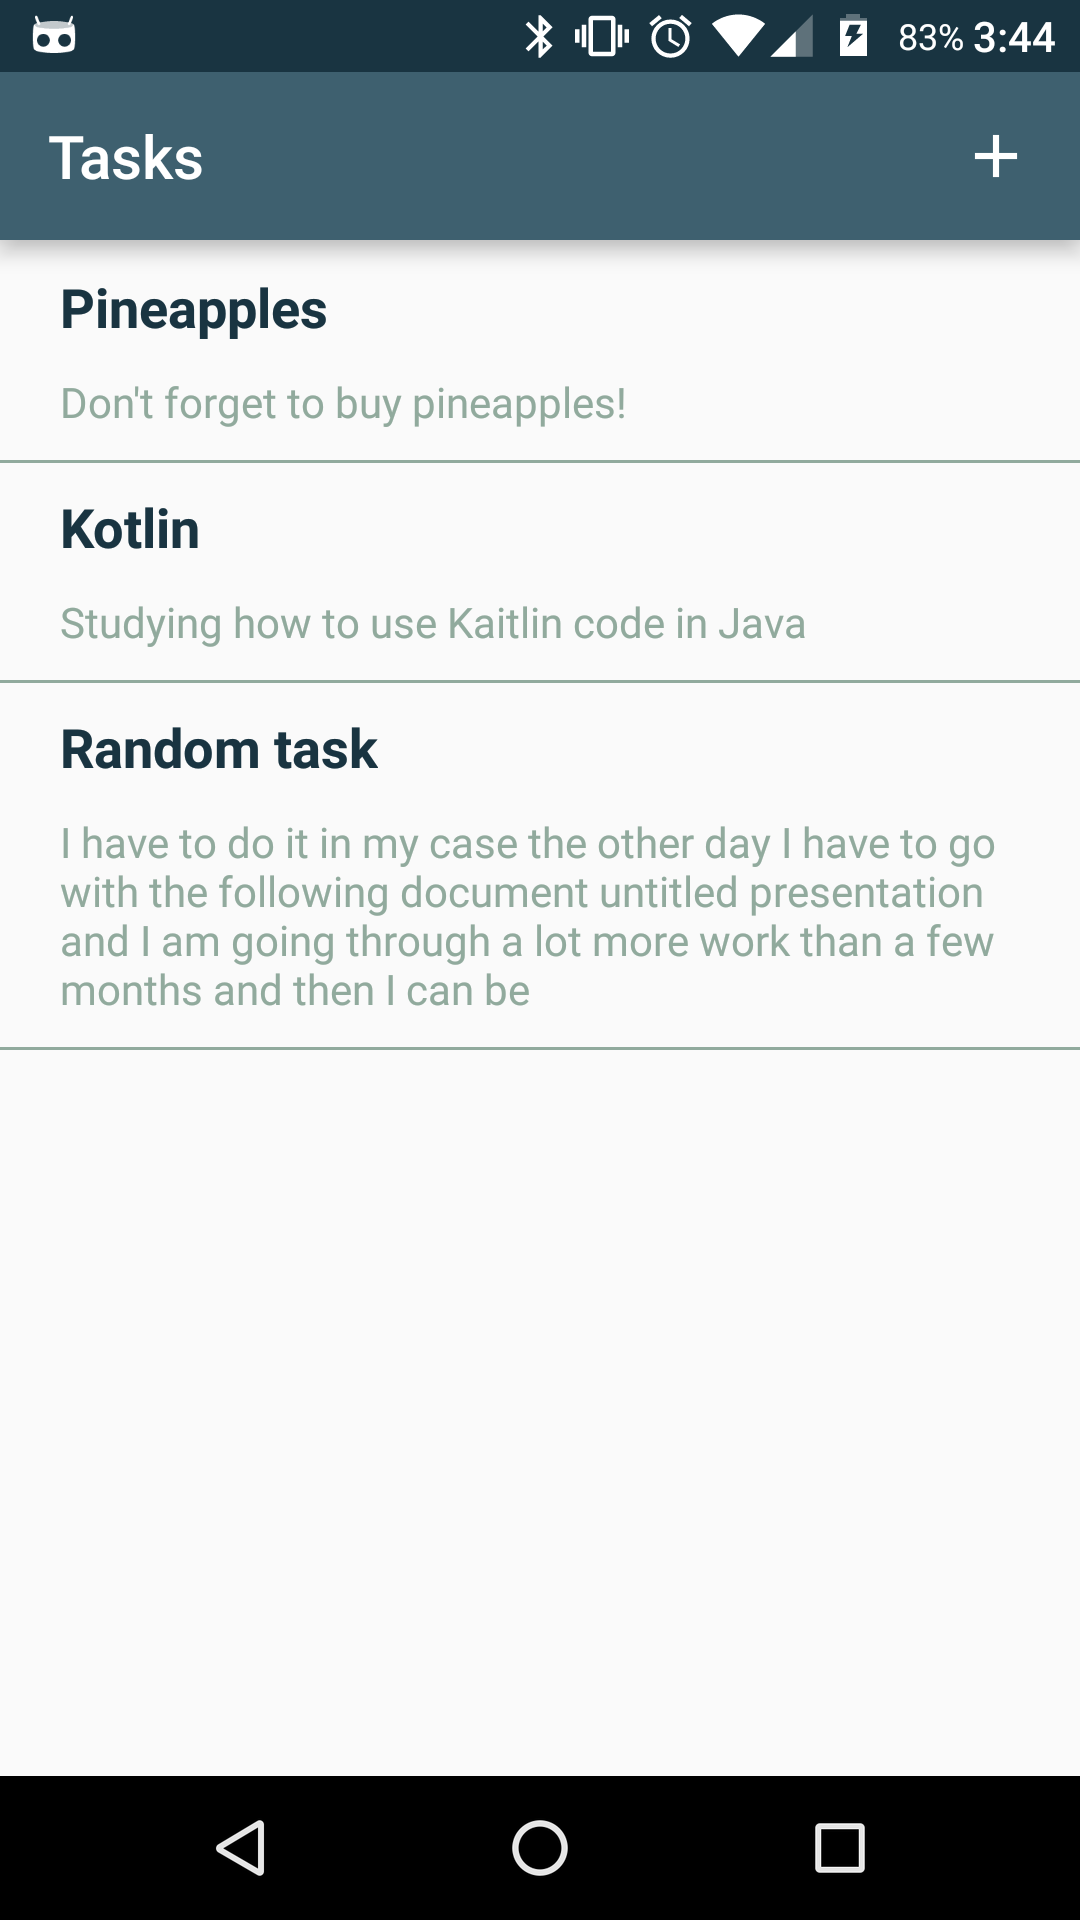 83% 3:44
Tasks
Pineapples
Don't forget to buy pineapples!
Kotlin
Studying how to use Kaitlin code in Java
Random task
I have to do it in my case the other day I have to go
with the following document untitled presentation
and I am going through a lot more work than a few
months and then I can be